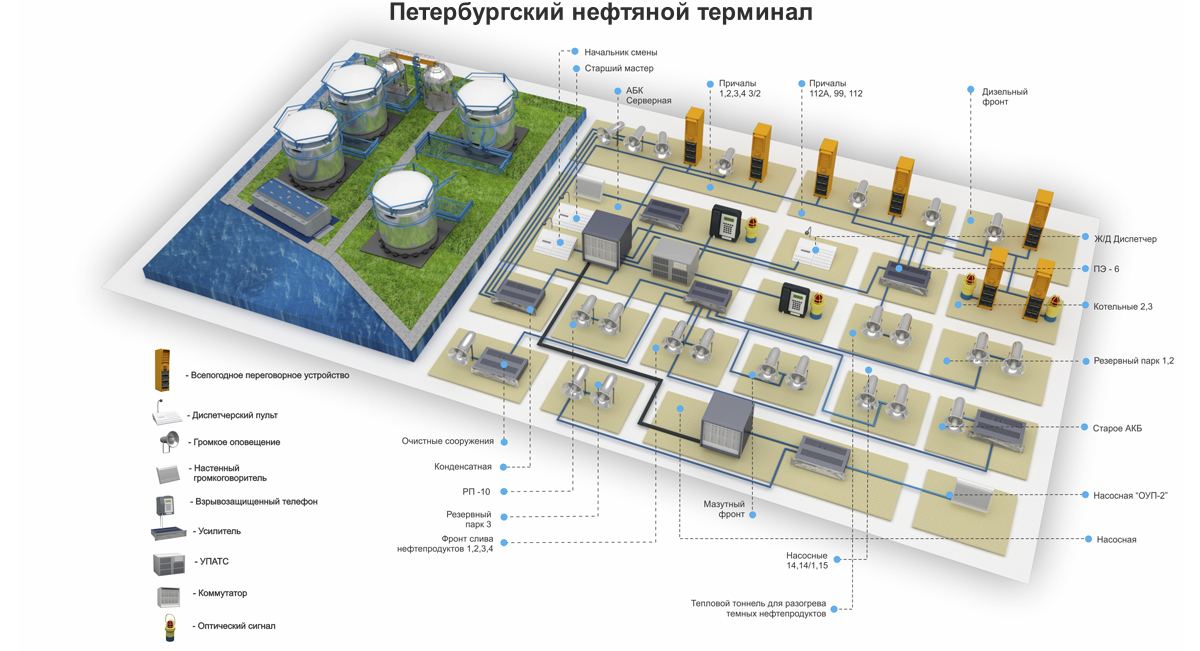 Петербургский нефтяной терминал
Начальник смены
Старший мастер
АБК
Серверная
Причалы
1,2,3,4 3/2
Причалы
112А, 99, 112
Дизельный
фронт
Ж/Д Диспетчер
ПЭ - 6
Котельные 2,3
Резервный парк 1,2
Старое АКБ
Насосная “ОУП-2”
Насосная
- Всепогодное переговорное устройство
- Диспетчерский пульт
- Громкое оповещение
- Настенный
громкоговоритель
- Взрывозащищенный телефон
- Усилитель
- УПАТС
- Коммутатор
- Оптический сигнал
Очистные сооружения
Конденсатная
РП -10
Резервный
парк 3
Фронт слива
нефтепродуктов 1,2,3,4
Мазутный
фронт
Насосные
14,14/1,15
Тепловой тоннель для разогрева
темных нефтепродуктов